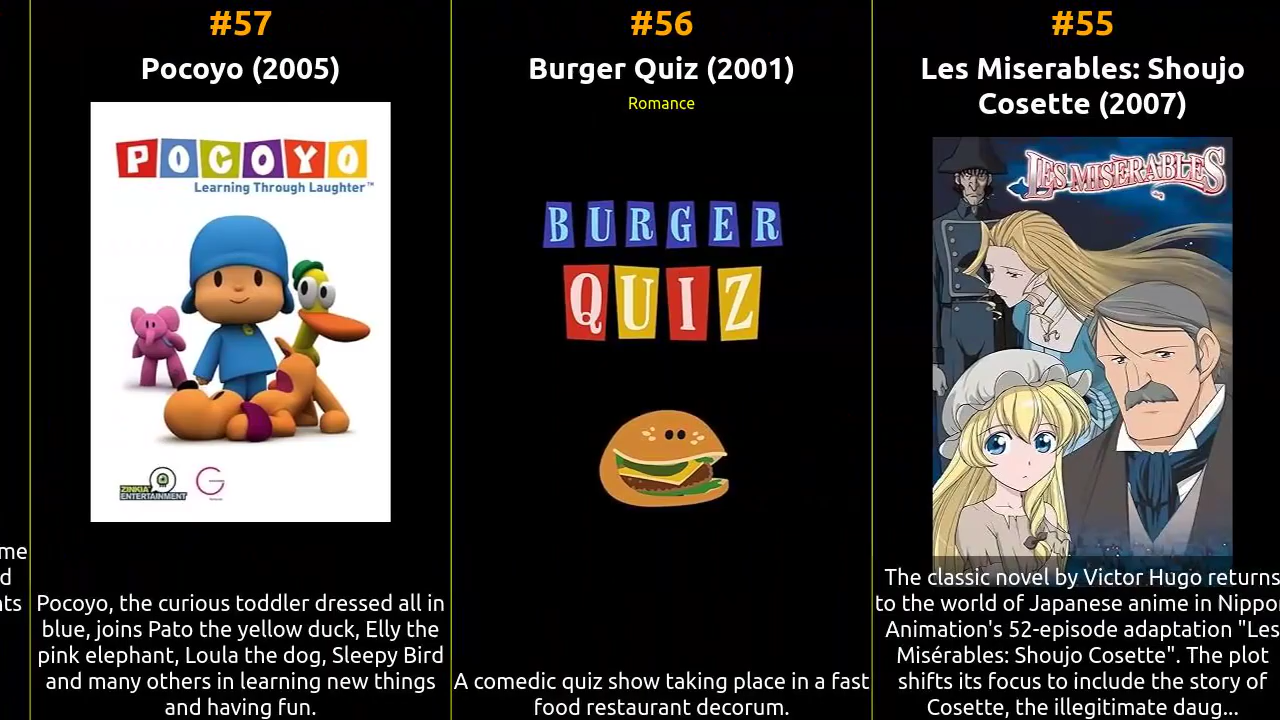 me
d
nts
#57
Pocoyo (2005)
POCOYO
Learning Through Laughter™
ZINKIA
ENTERTAINMENT
G
Pocoyo, the curious toddler dressed all in
blue, joins Pato the yellow duck, Elly the
pink elephant, Loula the dog, Sleepy Bird
and many others in learning new things
and having fun.
#56
Burger Quiz (2001)
Romance
BURGER
QUIZ
A comedic quiz show taking place in a fast
food restaurant decorum.
#55
Les Miserables: Shoujo
Cosette (2007)
LES MISERABLES
The classic novel by Victor Hugo returns
to the world of Japanese anime in Nippon
Animation's 52-episode adaptation "Les
Misérables: Shoujo Cosette". The plot
shifts its focus to include the story of
Cosette, the illegitimate daug...